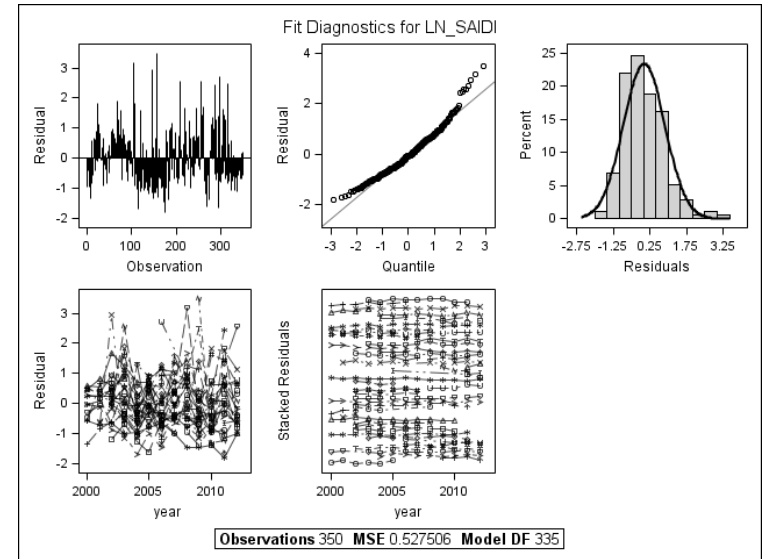 Fit Diagnostics for LN_SAIDI
Residual
3
2
1
0
-1
-2
0 100 200 300
Observation
Residual
4
2
0
-2
-3 -2 -1 0 1 2 3
Quantile
Percent
25
20
15
10
5
0
-2.75 -1.25 0.25 1.75 3.25
Residuals
Residual
3
2
1
0
-1
-2
2000 2005 2010
year
Stacked Residuals
2000 2005 2010
year
Observations 350 MSE 0.527506 Model DF 335